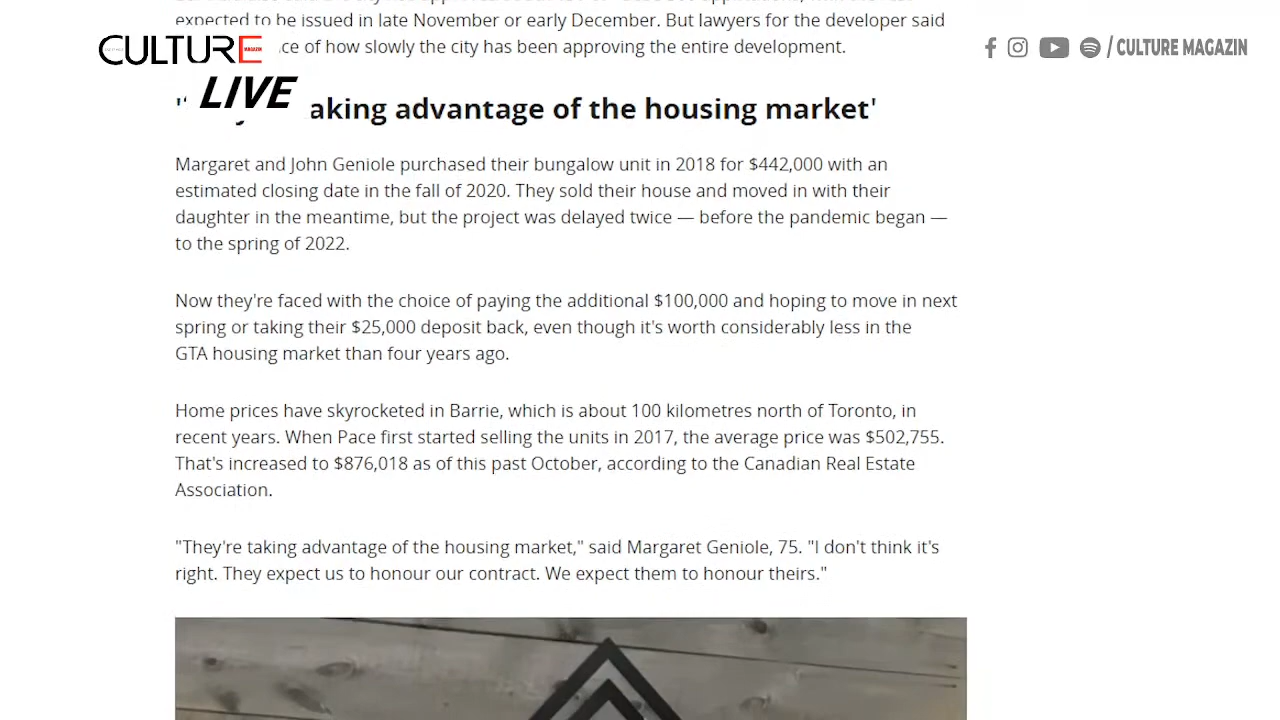 expected to be issued in late November or early December. But lawyers for the developer said
CULTURE
MAGAZIN
of how slowly the city has been approving the entire development.
/ CULTURE MAGAZIN
LIVE
aking advantage of the housing market'
Margaret and John Geniole purchased their bungalow unit in 2018 for $442,000 with an
estimated closing date in the fall of 2020. They sold their house and moved in with their
daughter in the meantime, but the project was delayed twice — before the pandemic began —
to the spring of 2022.
Now they're faced with the choice of paying the additional $100,000 and hoping to move in next
spring or taking their $25,000 deposit back, even though it's worth considerably less in the
GTA housing market than four years ago.
Home prices have skyrocketed in Barrie, which is about 100 kilometres north of Toronto, in
recent years. When Pace first started selling the units in 2017, the average price was $502,755.
That's increased to $876,018 as of this past October, according to the Canadian Real Estate
Association.
"They're taking advantage of the housing market," said Margaret Geniole, 75. "I don't think it's
right. They expect us to honour our contract. We expect them to honour theirs."